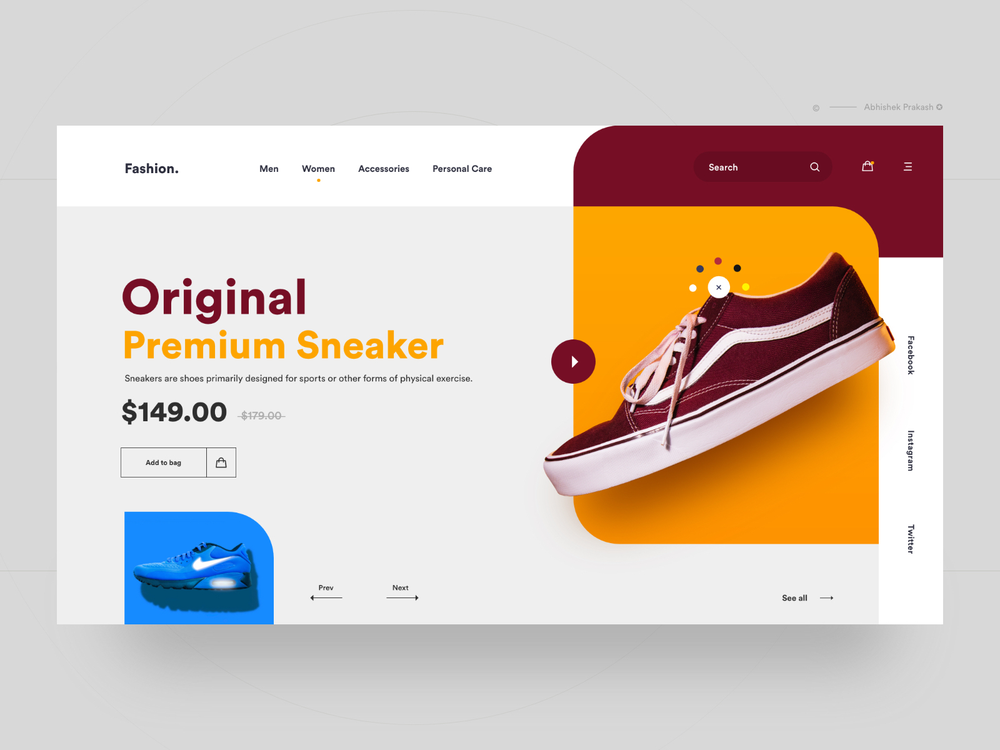 © Abhishek Prakash
Fashion.
Men Women Accessories Personal Care
Search
Original
Premium Sneaker
Sneakers are shoes primarily designed for sports or other forms of physical exercise.
$149.00 $179.00
Add to bag
Facebook
Instagram
Twitter
Prev Next
See all